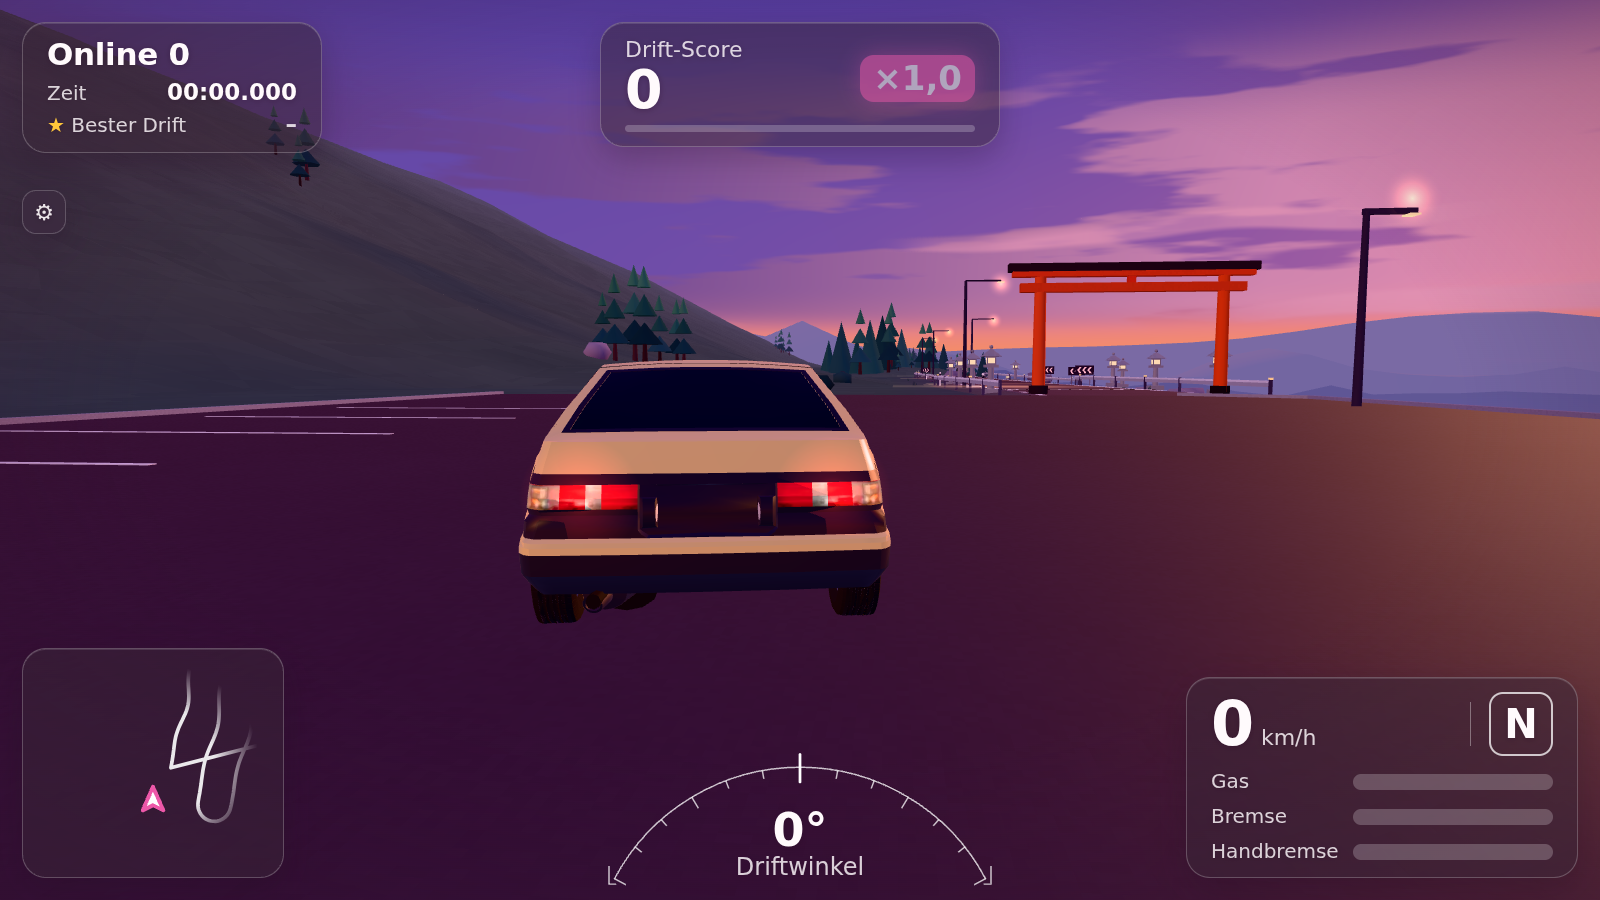 Online 0
Zeit 00:00.000
★ Bester Drift –
Drift-Score
0
×1,0
0°
Driftwinkel
0 km/h
N
Gas
Bremse
Handbremse